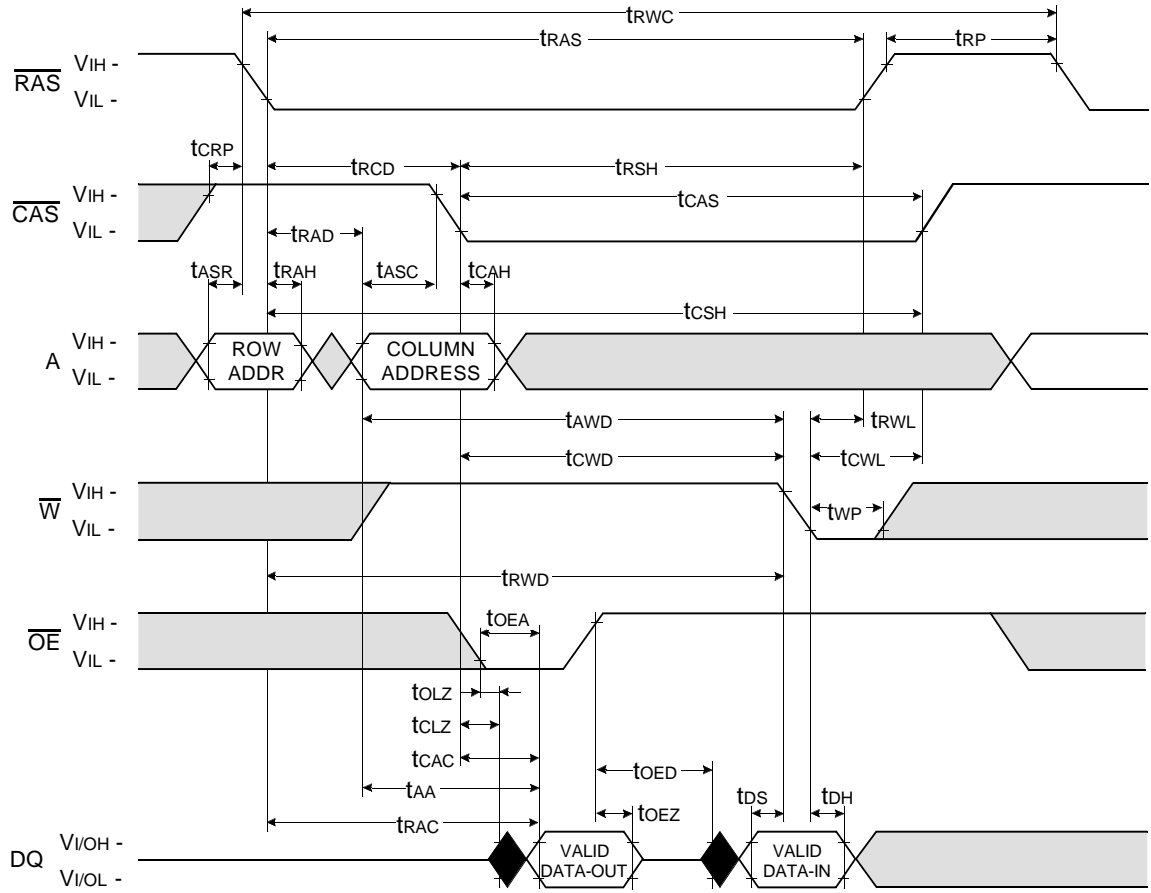 tRWC
tRAS
tRP
RAS
VIH -
VIL -
tCRP
tRCD
tRSH
CAS
VIH -
VIL -
tCAS
tRAD
tASR
tRAH
tASC
tCAH
tCSH
A
VIH -
VIL -
ROW
ADDR
COLUMN
ADDRESS
tAWD
tRWL
tCWD
tCWL
W
VIH -
VIL -
tWP
tRWD
OE
VIH -
VIL -
tOEA
tOLZ
tCLZ
tCAC
tOED
tAA
tOEZ
tDS
tDH
tRAC
DQ
VI/OH -
VI/OL -
VALID
DATA-OUT
VALID
DATA-IN